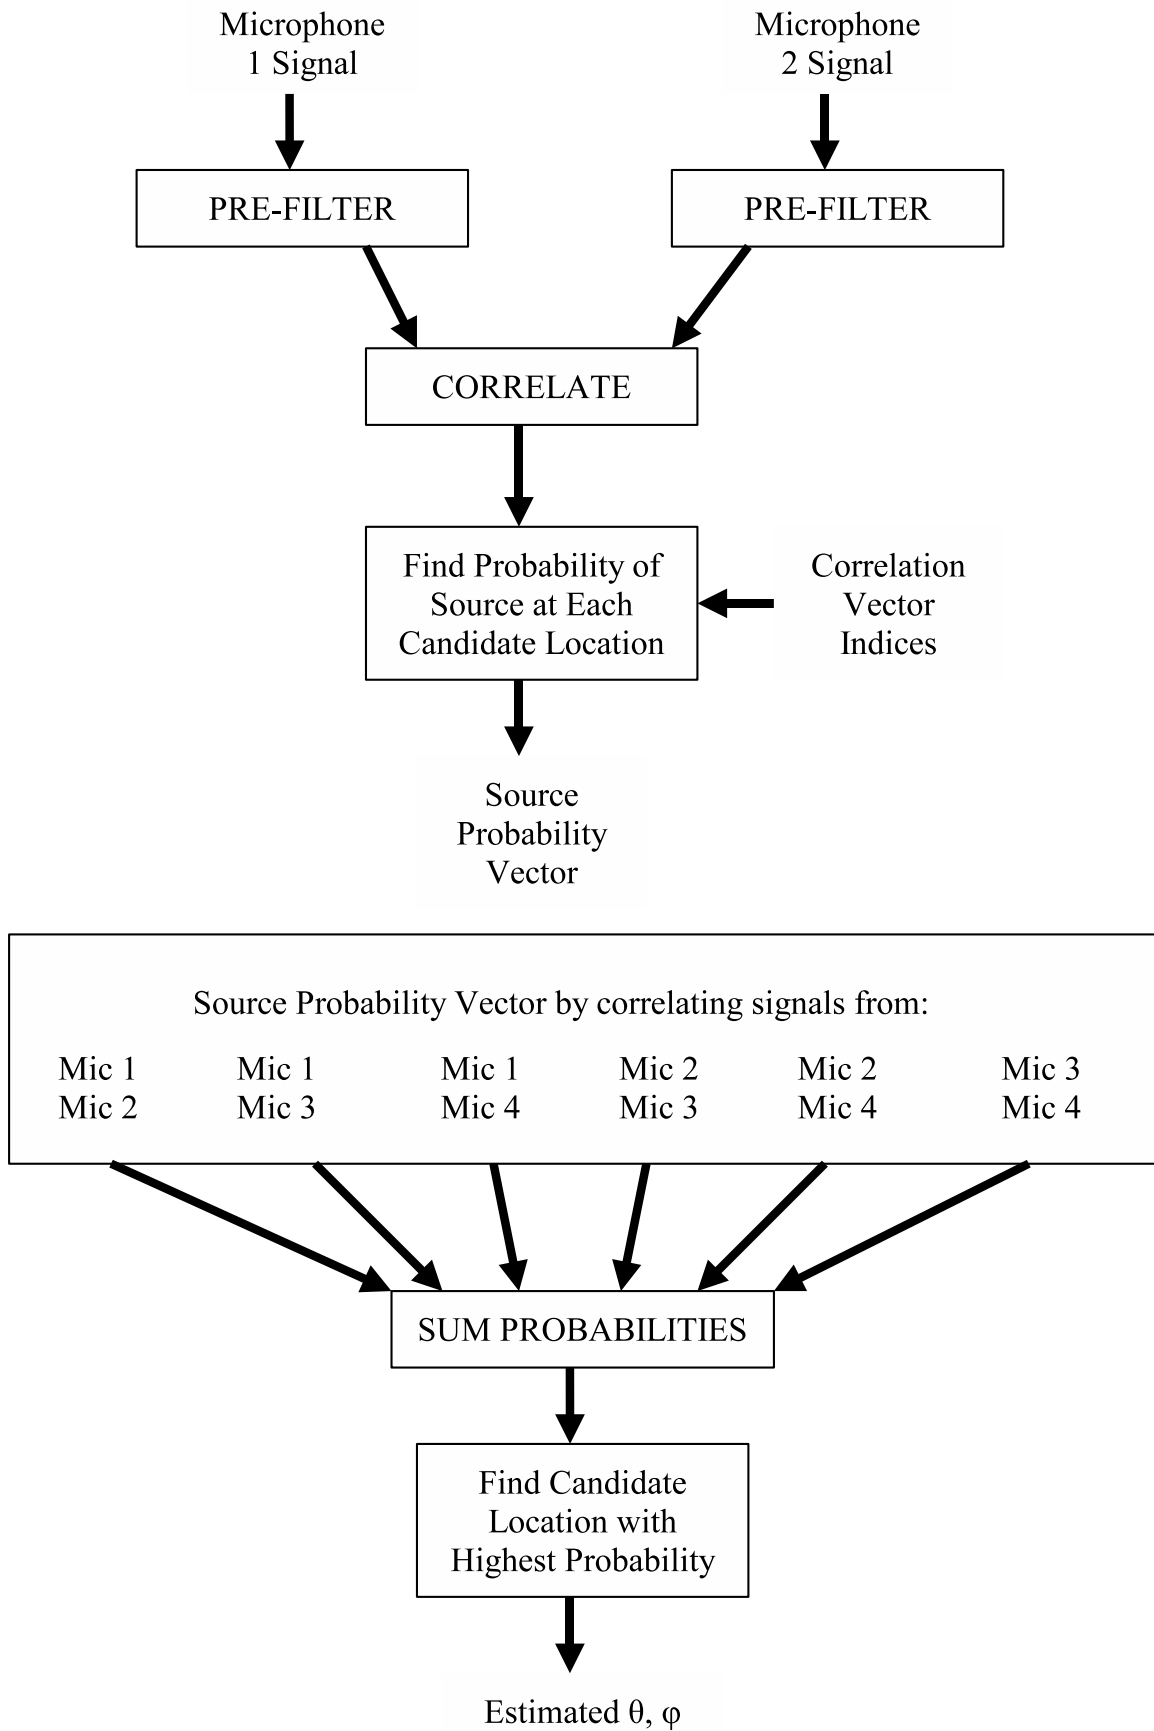 Microphone
1 Signal
Microphone
2 Signal
PRE-FILTER
PRE-FILTER
CORRELATE
Find Probability of
Source at Each
Candidate Location
Correlation
Vector
Indices
Source
Probability
Vector
Source Probability Vector by correlating signals from:
Mic 1
Mic 2
Mic 1
Mic 3
Mic 1
Mic 4
Mic 2
Mic 3
Mic 2
Mic 4
Mic 3
Mic 4
SUM PROBABILITIES
Find Candidate
Location with
Highest Probability
Estimated θ, φ